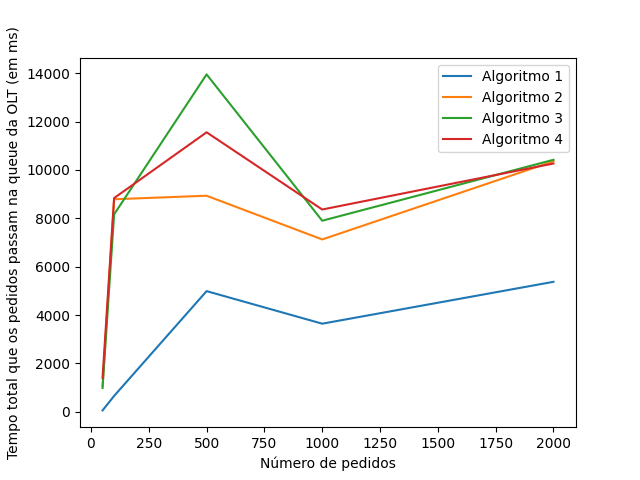 Tempo total que os pedidos passam na queue da OLT (em ms)
14000
12000
10000
8000
6000
4000
2000
0
Algoritmo 1
Algoritmo 2
Algoritmo 3
Algoritmo 4
0 250 500 750 1000 1250 1500 1750 2000
Número de pedidos